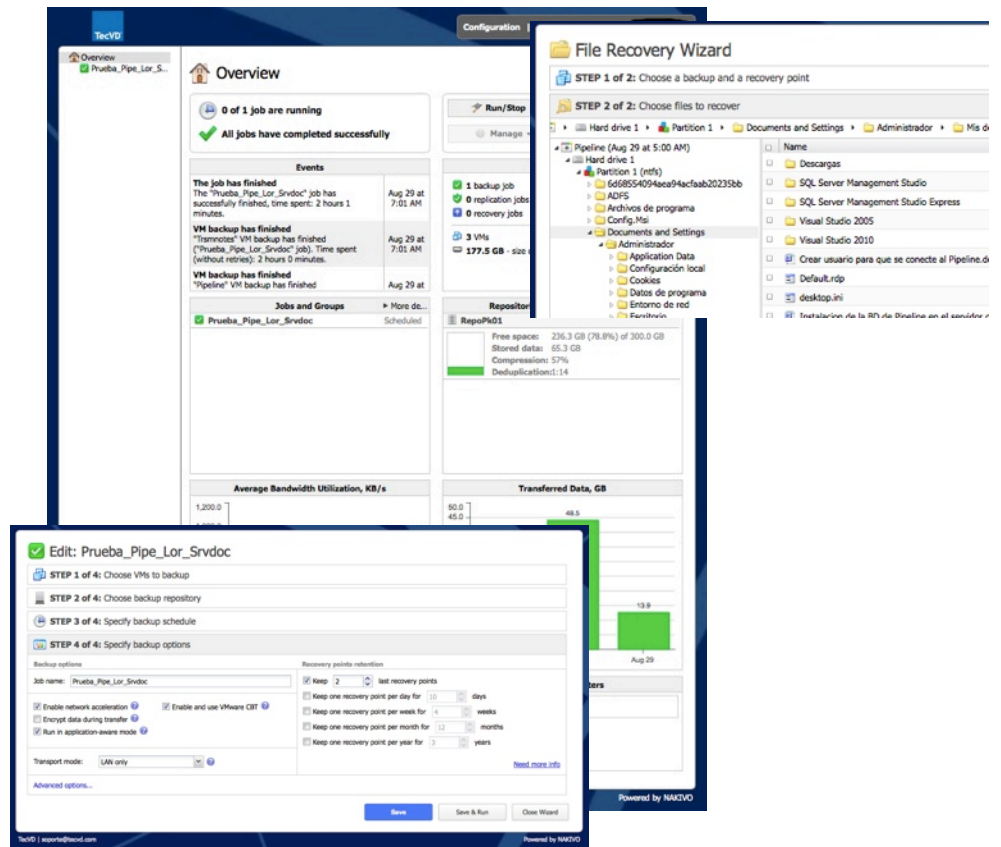 TecVD
Configuration
Overview
Prueba_Pipe_Lor_S...
Overview
0 of 1 job are running
All jobs have completed successfully
Run/Stop
Manage
Events
The job has finished
The "Prueba_Pipe_Lor_Srvdoc" job has
successfully finished, time spent: 2 hours 1
minutes.
Aug 29 at
7:01 AM
VM backup has finished
"Trsmnotes" VM backup has finished
("Prueba_Pipe_Lor_Srvdoc" job). Time spent
(without retries): 2 hours 0 minutes.
Aug 29 at
7:01 AM
VM backup has finished
"Pipeline" VM backup has finished
Aug 29 at
1 backup job
0 replication jobs
0 recovery jobs
3 VMs
177.5 GB - size
Jobs and Groups
More de...
Prueba_Pipe_Lor_Srvdoc
Scheduled
Repositor
RepoPk01
Free space: 236.3 GB (78.8%) of 300.0 GB
Stored data: 65.3 GB
Compression: 57%
Deduplication:1:14
Average Bandwidth Utilization, KB/s
1,200.0
Transferred Data, GB
50.0
45.0
48.5
13.9
Aug 29
ters
Powered by NAKIVO
File Recovery Wizard
STEP 1 of 2: Choose a backup and a recovery point
STEP 2 of 2: Choose files to recover
Hard drive 1
Partition 1
Documents and Settings
Administrador
Mis d
Pipeline (Aug 29 at 5:00 AM)
Hard drive 1
Partition 1 (ntfs)
6d68554094aea94acfaab20235bb
ADFS
Archivos de programa
Config.Msi
Documents and Settings
Administrador
Application Data
Configuración local
Cookies
Datos de programa
Entorno de red
Escritorio
Name
Descargas
SQL Server Management Studio
SQL Server Management Studio Express
Visual Studio 2005
Visual Studio 2010
Crear usuario para que se conecte al Pipeline.d
Default.rdp
desktop.ini
Instalacion de la BD de Pipeline en el servidor
Edit: Prueba_Pipe_Lor_Srvdoc
STEP 1 of 4: Choose VMs to backup
STEP 2 of 4: Choose backup repository
STEP 3 of 4: Specify backup schedule
STEP 4 of 4: Specify backup options
Backup options
Job name: Prueba_Pipe_Lor_Srvdoc
Enable network acceleration
Enable and use VMware CBT
Encrypt data during transfer
Run in application-aware mode
Transport mode: LAN only
Advanced options...
Recovery points retention
Keep 2 last recovery points
Keep one recovery point per day for 10 days
Keep one recovery point per week for 4 weeks
Keep one recovery point per month for 12 months
Keep one recovery point per year for 3 years
Need more info
Save
Save & Run
Close Wizard
TecVD | soporte@tecvd.com
Powered by NAKIVO